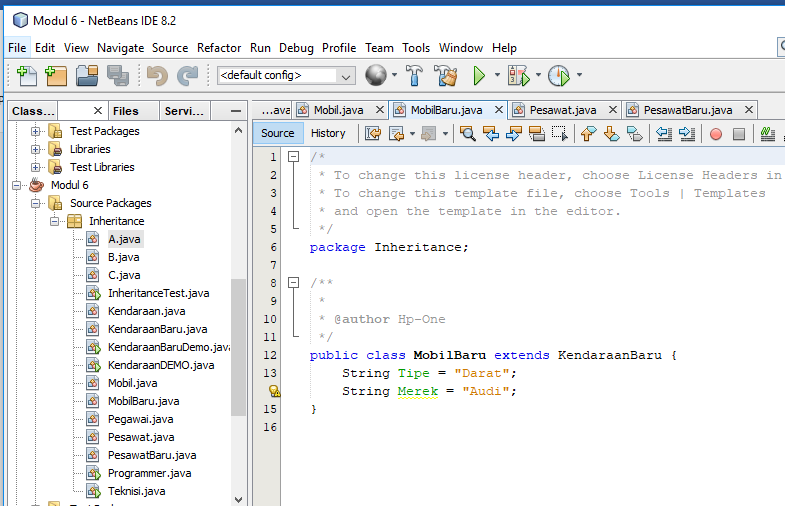 Modul 6 - NetBeans IDE 8.2
File Edit View Navigate Source Refactor Run Debug Profile Team Tools Window Help
<default config>
Class... Files Servi...
...ava Mobil.java MobilBaru.java Pesawat.java PesawatBaru.java
Source History
Test Packages
Libraries
Test Libraries
Modul 6
Source Packages
Inheritance
A.java
B.java
C.java
InheritanceTest.java
Kendaraan.java
KendaraanBaru.java
KendaraanBaruDemo.java
KendaraanDEMO.java
Mobil.java
MobilBaru.java
Pegawai.java
Pesawat.java
PesawatBaru.java
Programmer.java
Teknisi.java
1 /*
2 * To change this license header, choose License Headers in
3 * To change this template file, choose Tools | Templates
4 * and open the template in the editor.
5 */
6 package Inheritance;
7
8 /**
9 *
10 * @author Hp-One
11 */
12 public class MobilBaru extends KendaraanBaru {
13 String Tipe = "Darat";
String Merek = "Audi";
15 }
16